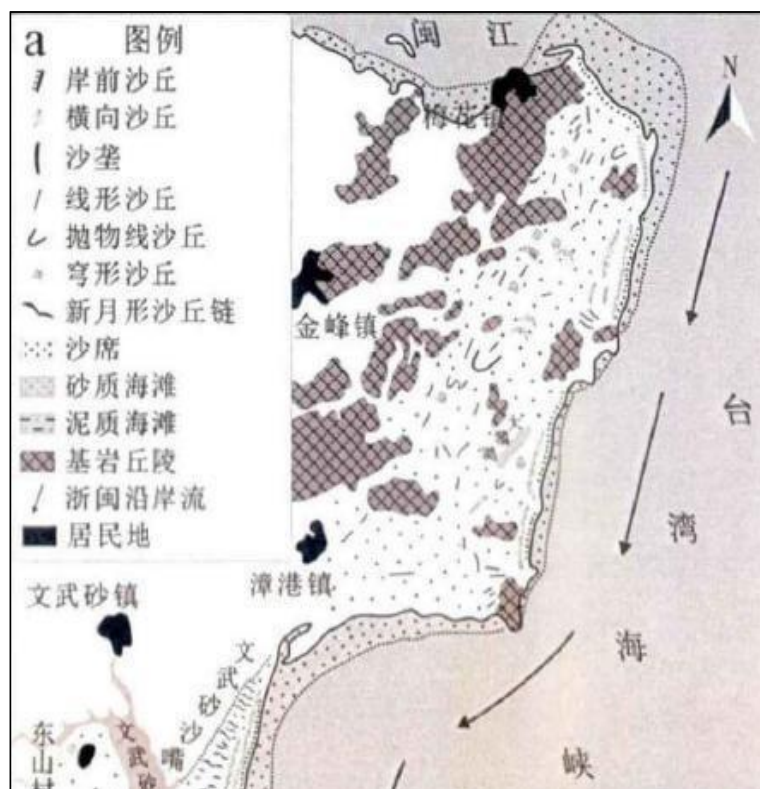 a 图例
岸前沙丘
横向沙丘
沙垄
线形沙丘
抛物线沙丘
穹形沙丘
新月形沙丘链
沙席
砂质海滩
泥质海滩
基岩丘陵
浙闽沿岸流
居民地
闽江
梅花镇
N
金峰镇
漳港镇
文武砂镇
台湾海峡
文武砂沙嘴
文武砂
东山村